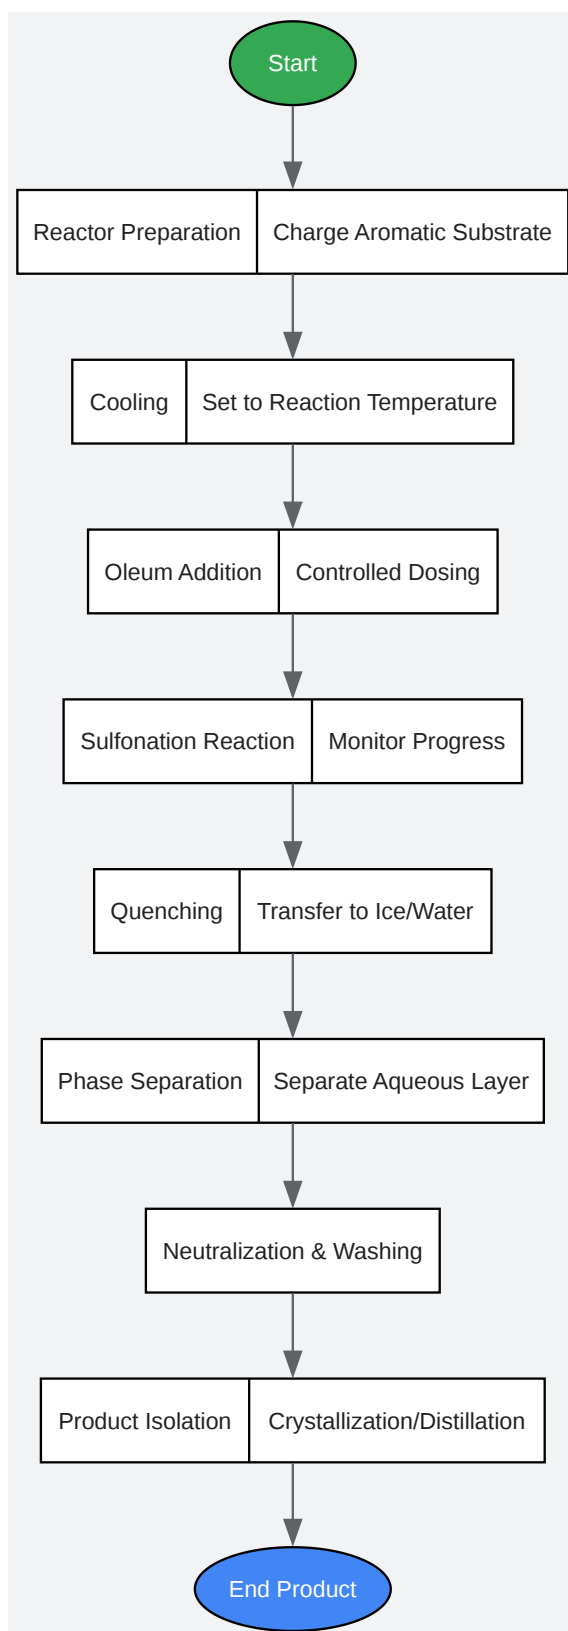 Start
Reactor Preparation
Charge Aromatic Substrate
Cooling
Set to Reaction Temperature
Oleum Addition
Controlled Dosing
Sulfonation Reaction
Monitor Progress
Quenching
Transfer to Ice/Water
Phase Separation
Separate Aqueous Layer
Neutralization & Washing
Product Isolation
Crystallization/Distillation
End Product